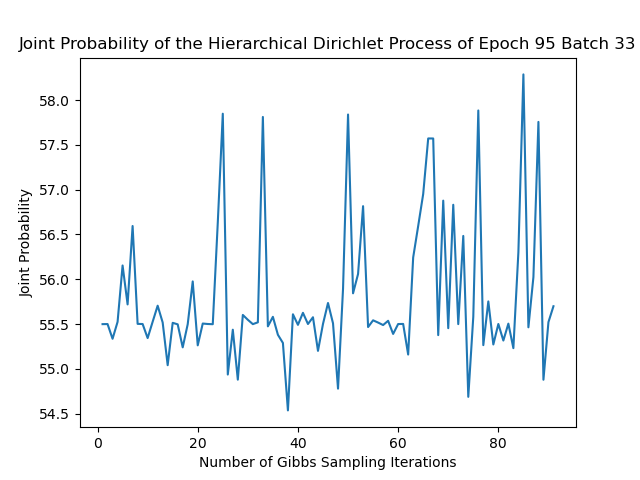 Joint Probability of the Hierarchical Dirichlet Process of Epoch 95 Batch 33
58.0
57.5
57.0
56.5
56.0
55.5
55.0
54.5
Joint Probability
0 20 40 60 80
Number of Gibbs Sampling Iterations